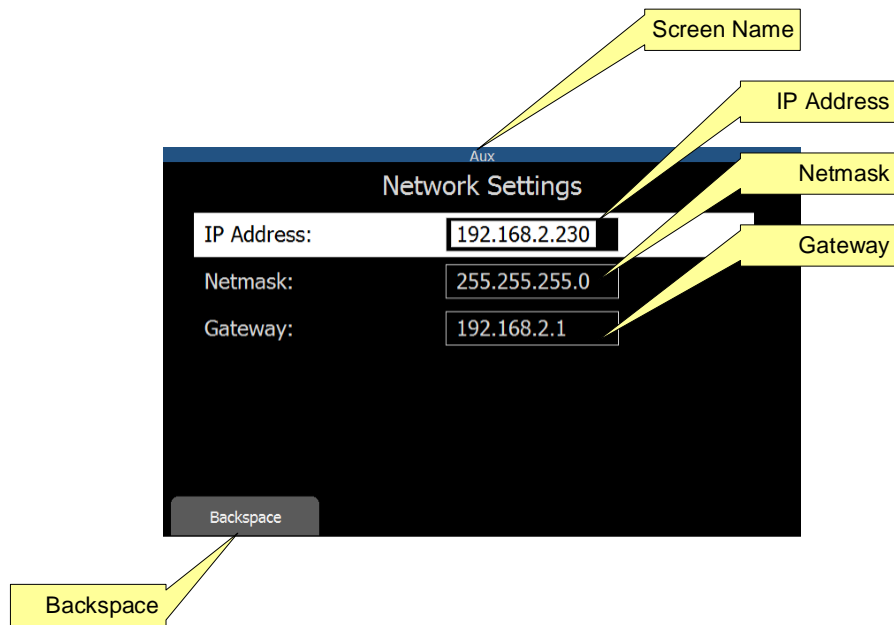 Screen Name
IP Address
Aux
Network Settings
Netmask
IP Address: 192.168.2.230
Gateway
Netmask: 255.255.255.0
Gateway: 192.168.2.1
Backspace
Backspace